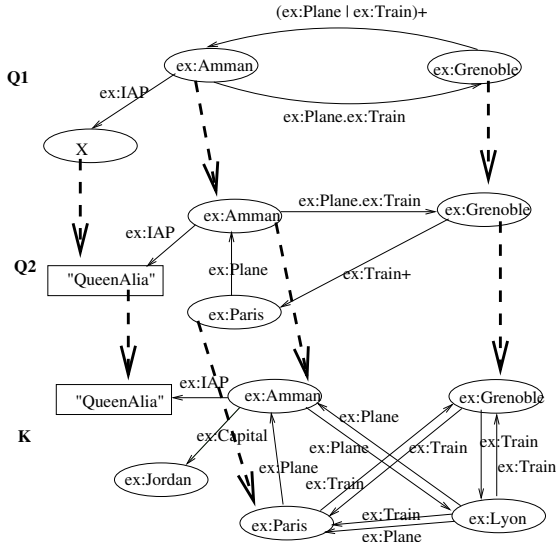 (ex:Plane | ex:Train)+
ex:Amman
ex:Grenoble
Q1
ex:IAP
ex:Plane.ex:Train
X
ex:Plane.ex:Train
ex:Amman
ex:Grenoble
ex:IAP
Q2
"QueenAlia"
ex:Plane
ex:Train+
ex:Paris
ex:IAP
ex:Amman
ex:Grenoble
"QueenAlia"
ex:Plane
K
ex:Capital
ex:Plane
ex:Train
ex:Train
ex:Plane
ex:Train
ex:Jordan
ex:Train
ex:Train
ex:Paris
ex:Lyon
ex:Plane